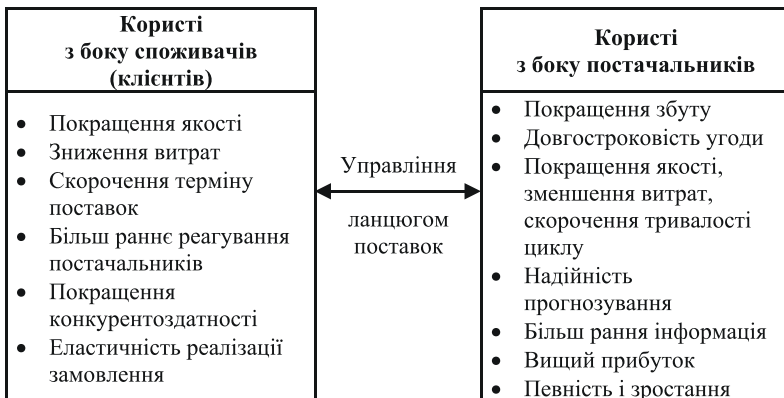 Користі
з боку споживачів
(клієнтів)
• Покращення якості
• Зниження витрат
• Скорочення терміну
поставок
• Більш раннє реагування
постачальників
• Покращення
конкурентоздатності
• Еластичність реалізації
замовлення
Управління
ланцюгом
поставок
Користі
з боку постачальників
• Покращення збуту
• Довгостроковість угоди
• Покращення якості,
зменшення витрат,
скорочення тривалості
циклу
• Надійність
прогнозування
• Більш рання інформація
• Вищий прибуток
• Певність і зростання